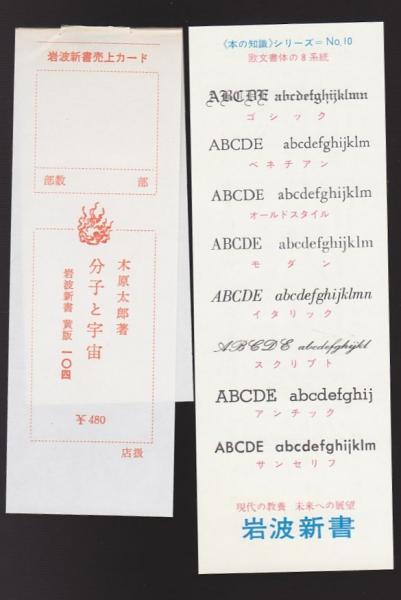 岩波新書売上カード
部数 部
木原太郎著
分子と宇宙
岩波新書 黄版 一〇四
¥480
店扱
〈本の知識〉シリーズ=No.10
欧文書体の8系統
ABCDE abcdefghijklmn
ゴシック
ABCDE abcdefghijklm
ベネチアン
ABCDE abcdefghijklm
オールドスタイル
ABCDE abcdefghijklm
モダン
ABCDE abcdefghijklmn
イタリック
ABCDE abcdefghijkl
スクリプト
ABCDE abcdefghij
アンチック
ABCDE abcdefghijklm
サンセリフ
現代の教養 未来への展望
岩波新書